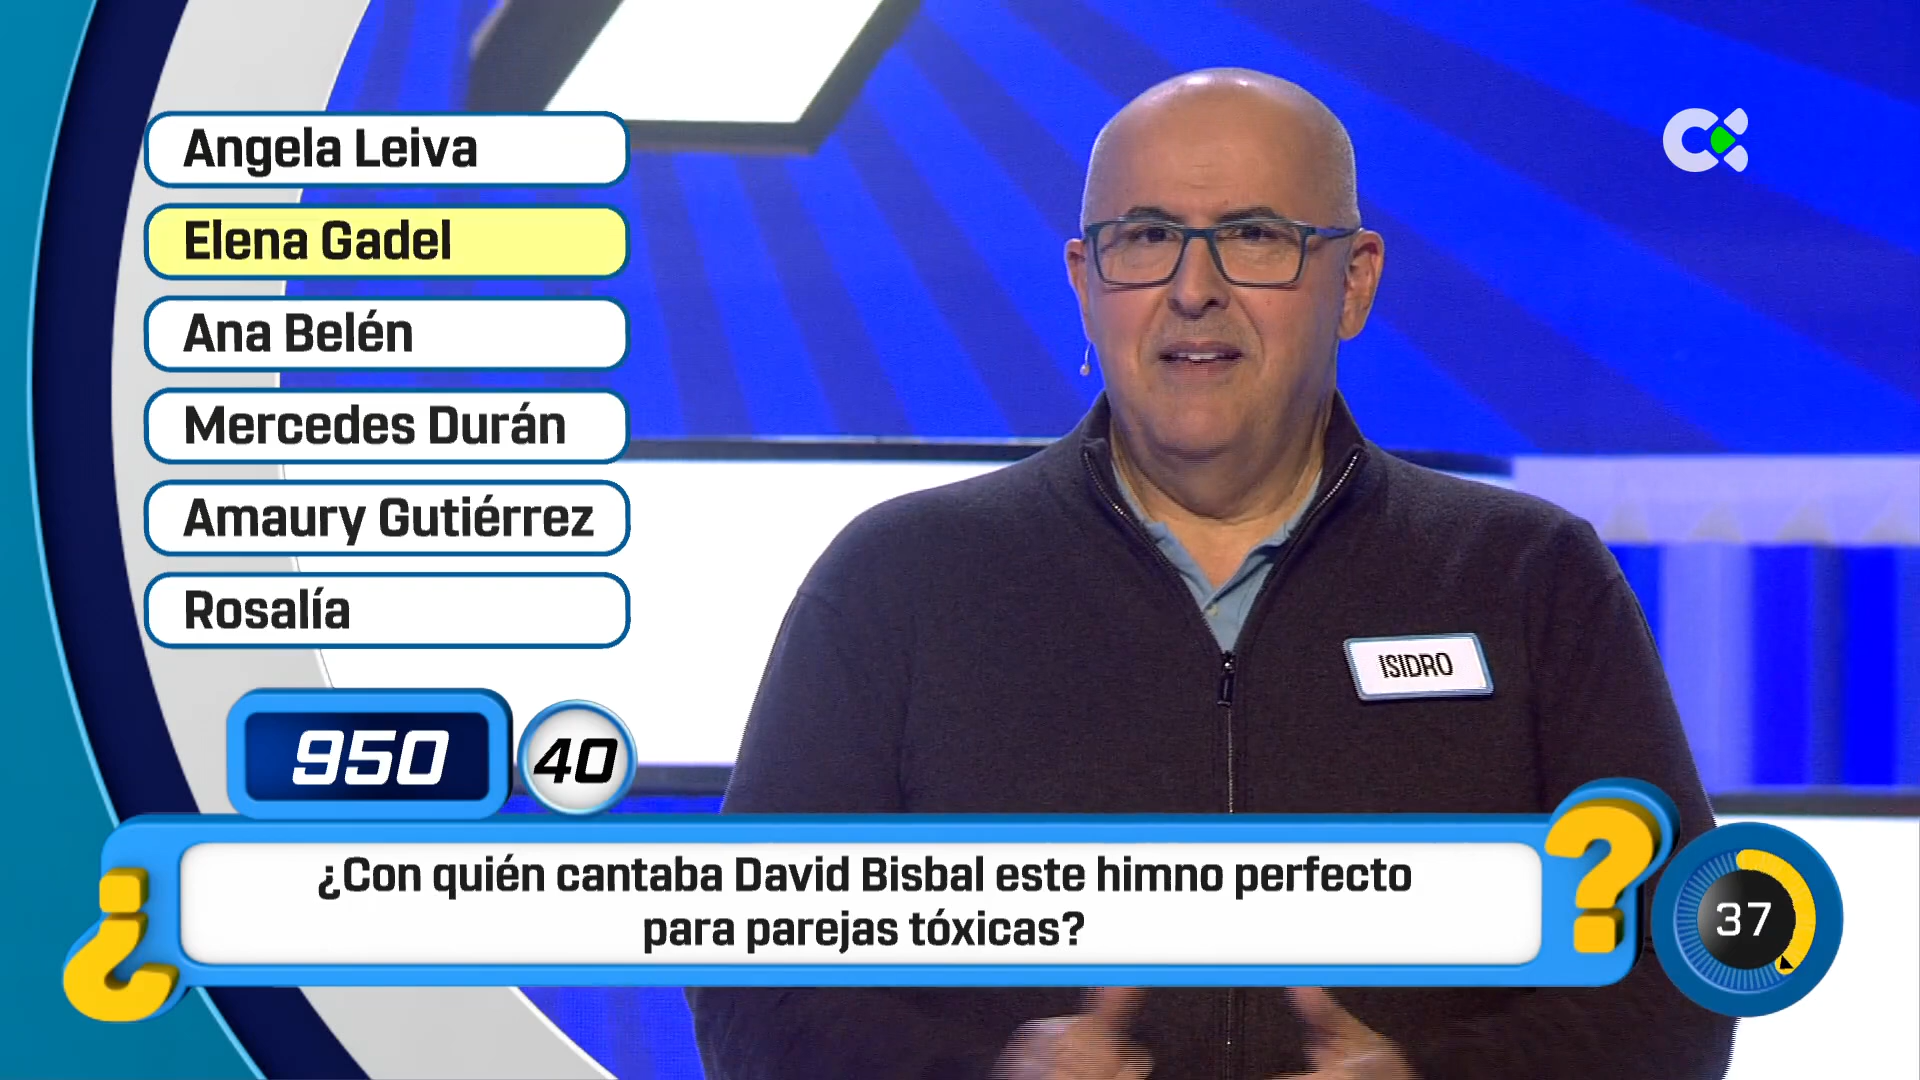 Angela Leiva
Elena Gadel
Ana Belén
Mercedes Durán
Amaury Gutiérrez
Rosalía
ISIDRO
950
40
¿Con quién cantaba David Bisbal este himno perfecto
para parejas tóxicas?
37